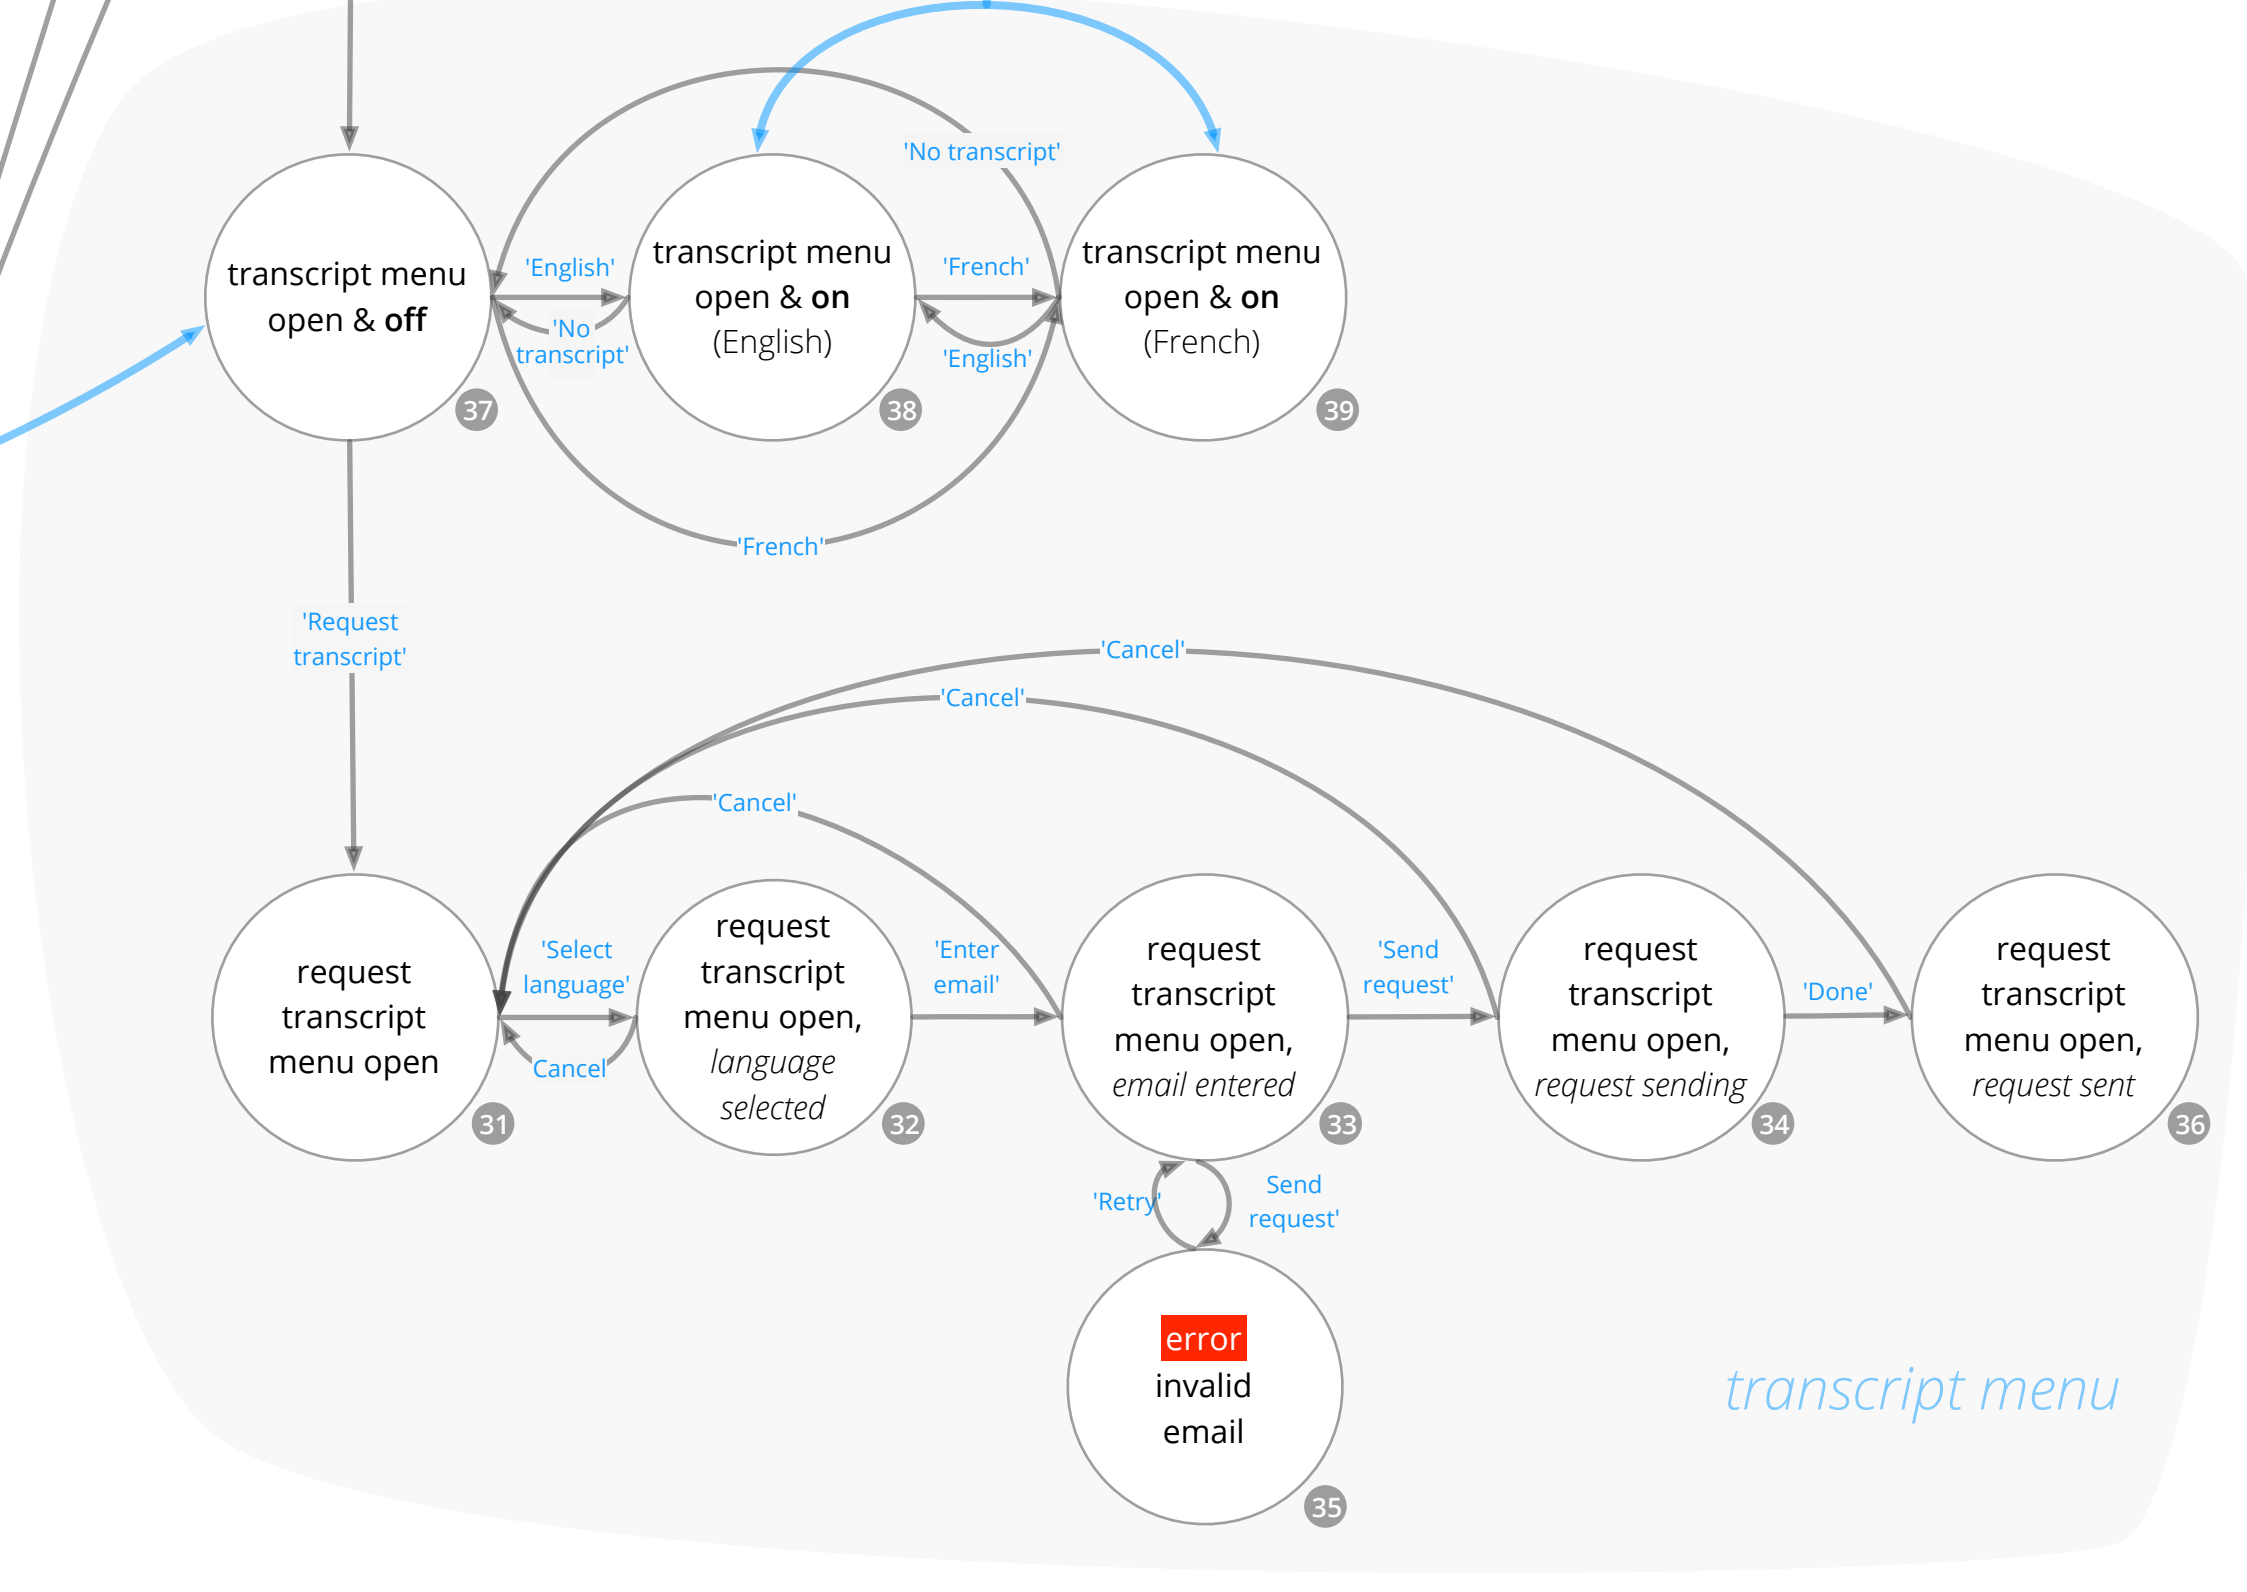 'No transcript'
transcript menu
open & off
37
'English'
'No
transcript'
transcript menu
open & on
(English)
38
'French'
'English'
transcript menu
open & on
(French)
39
'French'
'Request
transcript'
'Cancel'
'Cancel'
'Cancel'
request
transcript
menu open
31
'Select
language'
Cancel
request
transcript
menu open,
language
selected
32
'Enter
email'
request
transcript
menu open,
email entered
33
'Send
request'
request
transcript
menu open,
request sending
34
'Done'
request
transcript
menu open,
request sent
36
'Retry'
Send
request'
error
invalid
email
35
transcript menu